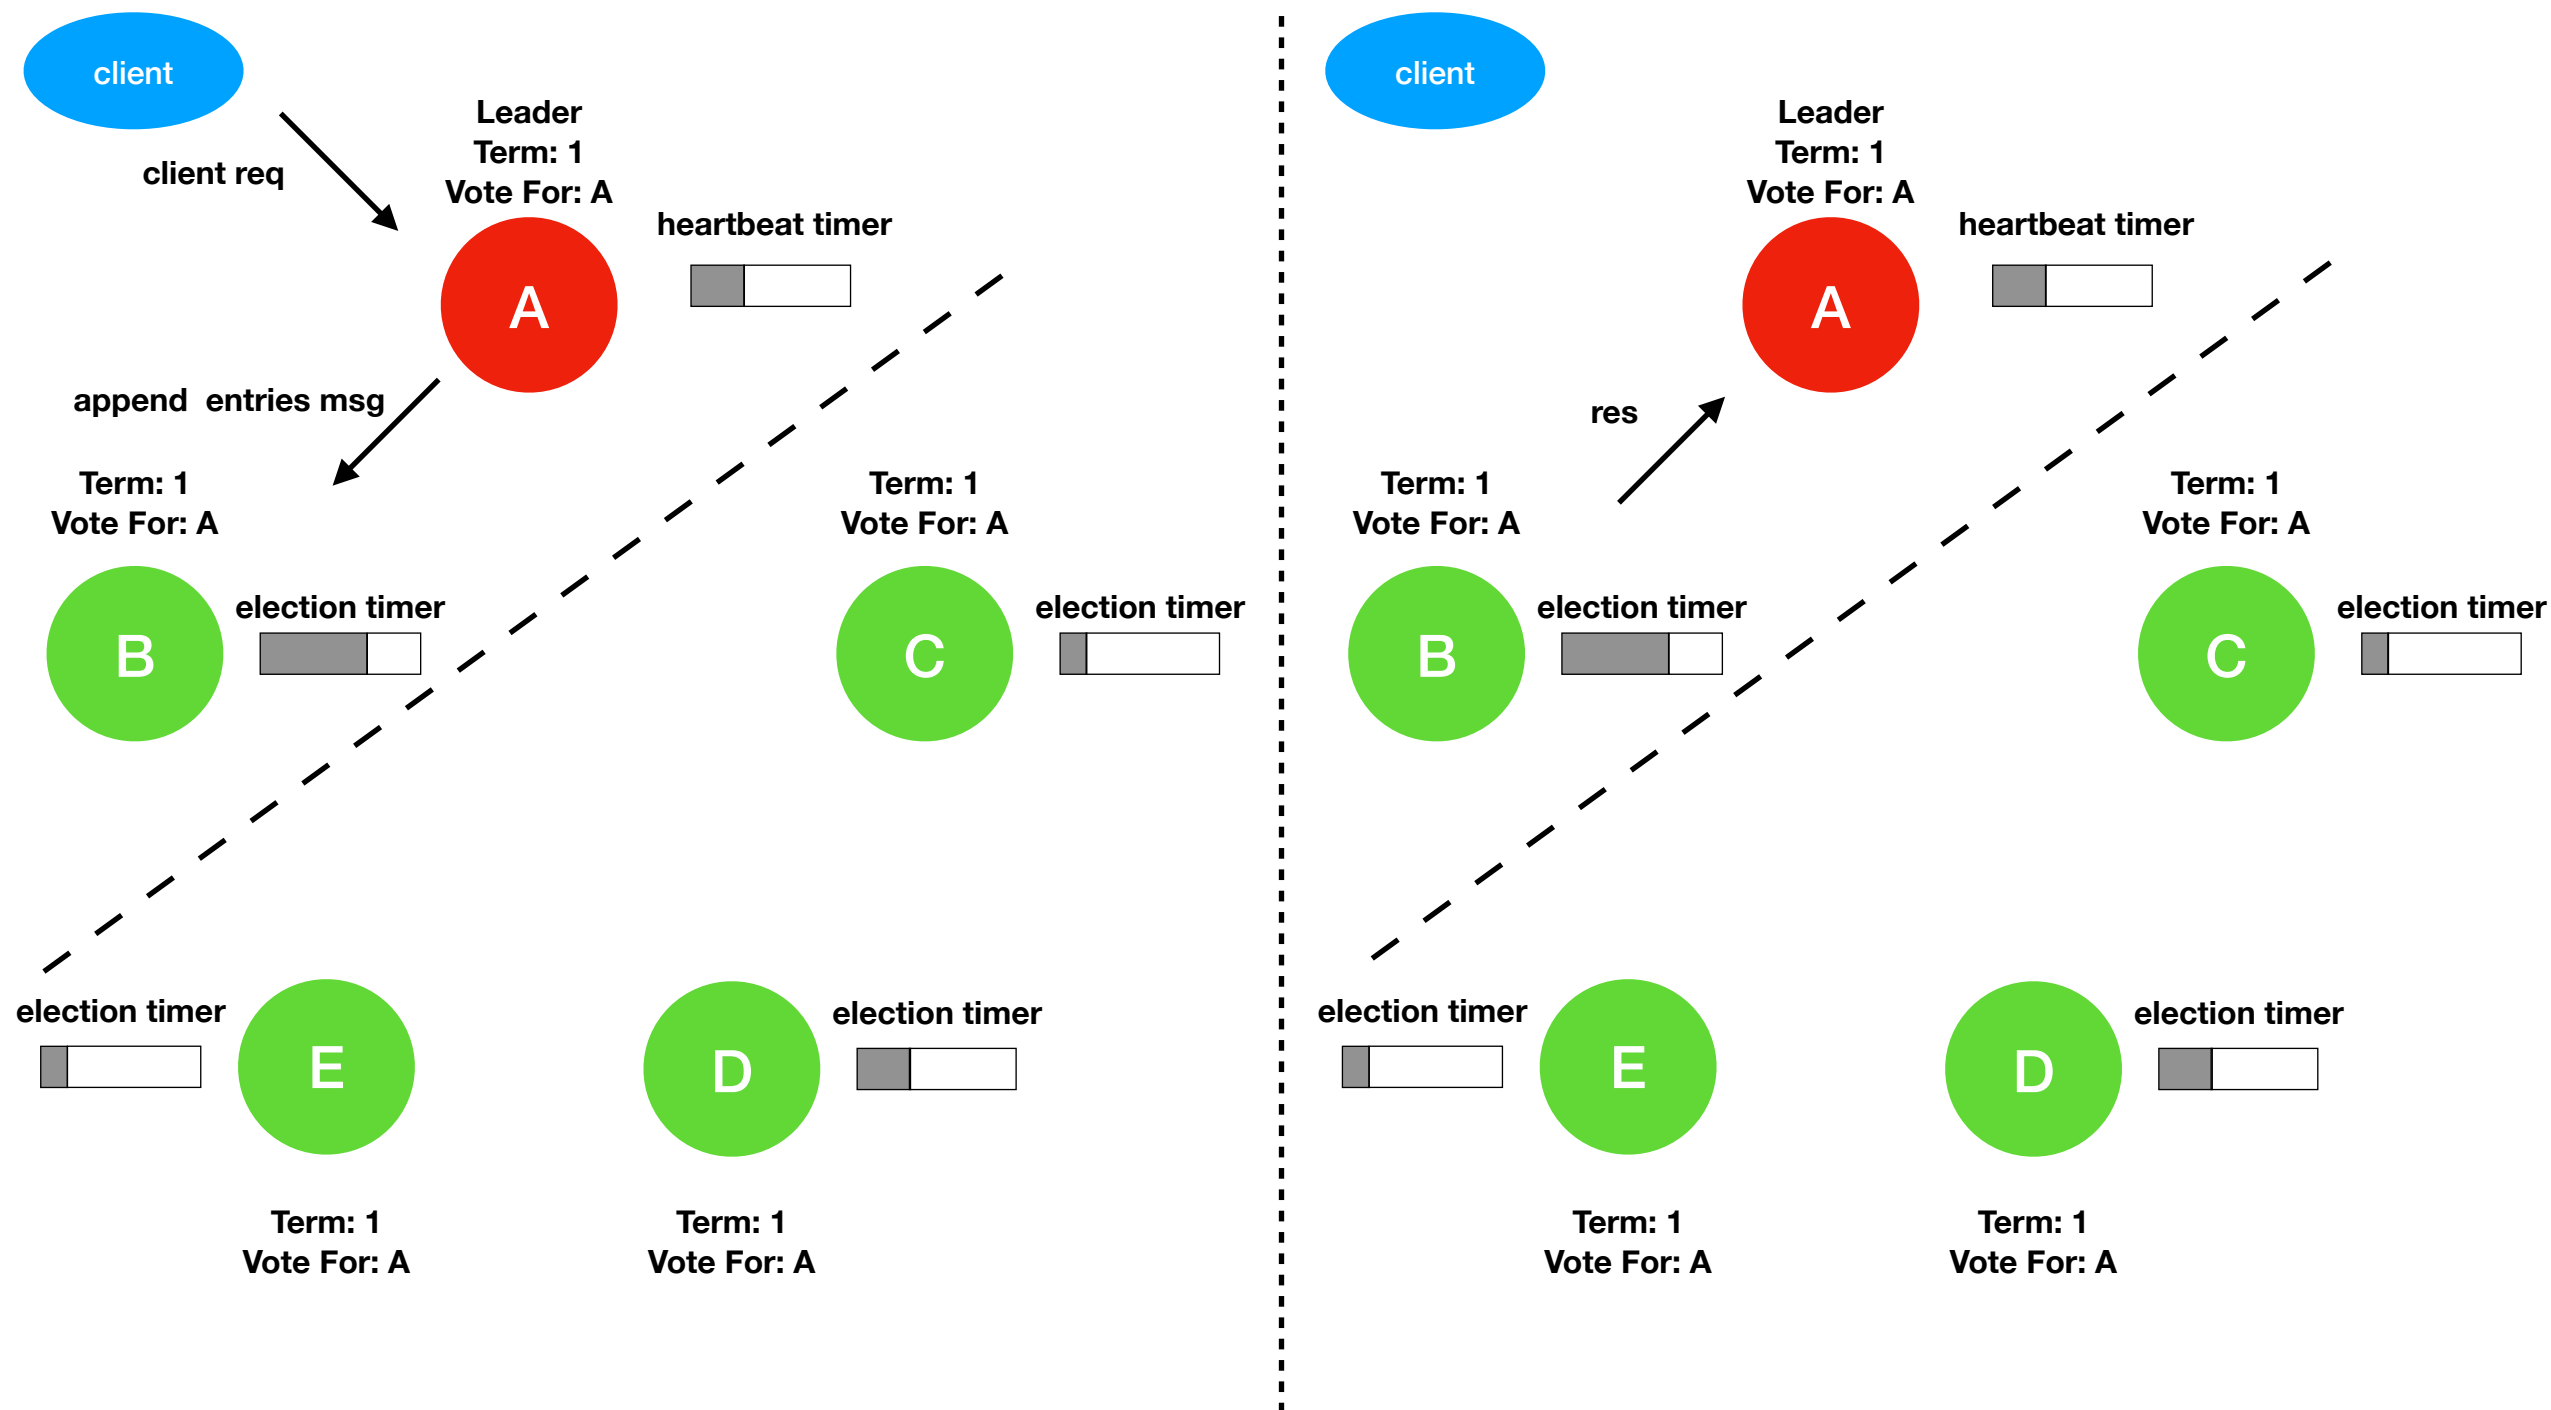 client
client req
Leader
Term: 1
Vote For: A
heartbeat timer
A
append  entries msg
Term: 1
Vote For: A
B
election timer
Term: 1
Vote For: A
C
election timer
election timer
E
Term: 1
Vote For: A
D
election timer
Term: 1
Vote For: A
client
Leader
Term: 1
Vote For: A
heartbeat timer
A
res
Term: 1
Vote For: A
B
election timer
Term: 1
Vote For: A
C
election timer
election timer
E
Term: 1
Vote For: A
D
election timer
Term: 1
Vote For: A